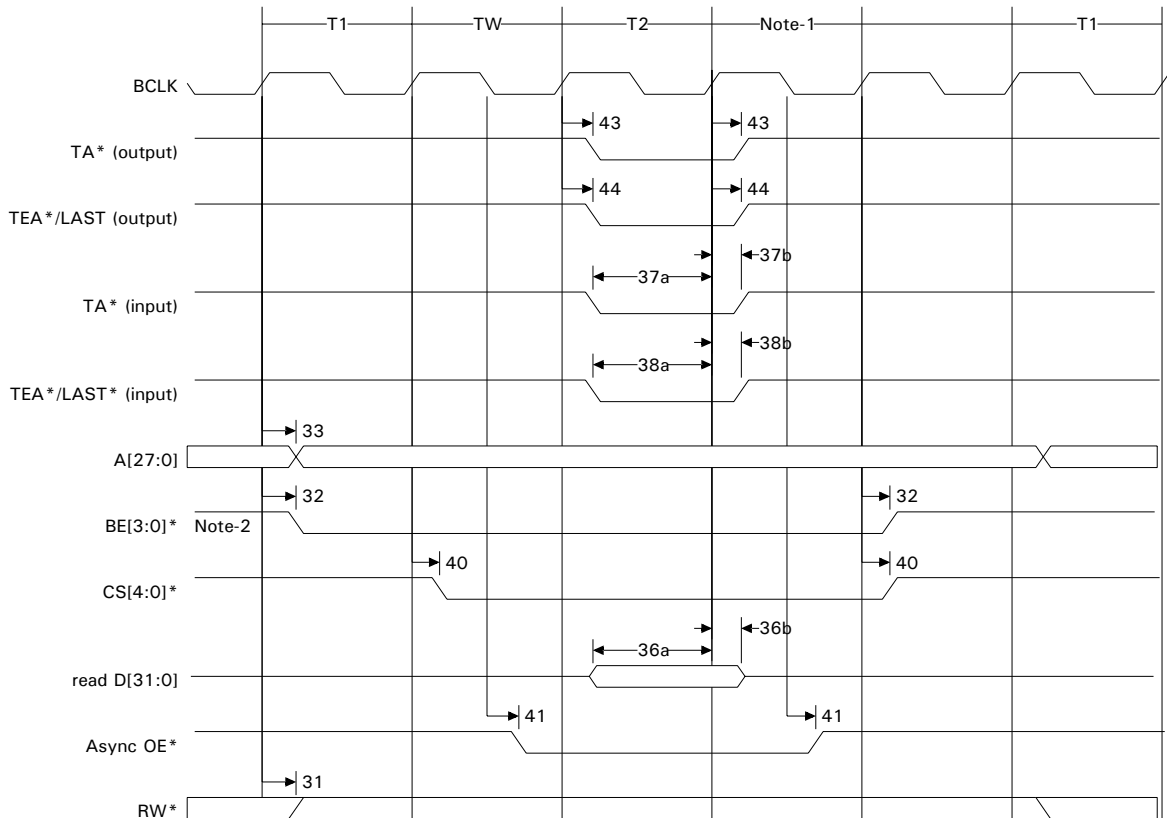 T1 TW T2 Note-1 T1
BCLK
43 43
TA* (output)
44 44
TEA*/LAST (output)
37b
37a
TA* (input)
38b
38a
TEA*/LAST* (input)
33
A[27:0]
32 32
BE[3:0]* Note-2
40 40
CS[4:0]*
36b
36a
read D[31:0]
41 41
Async OE*
31
RW*